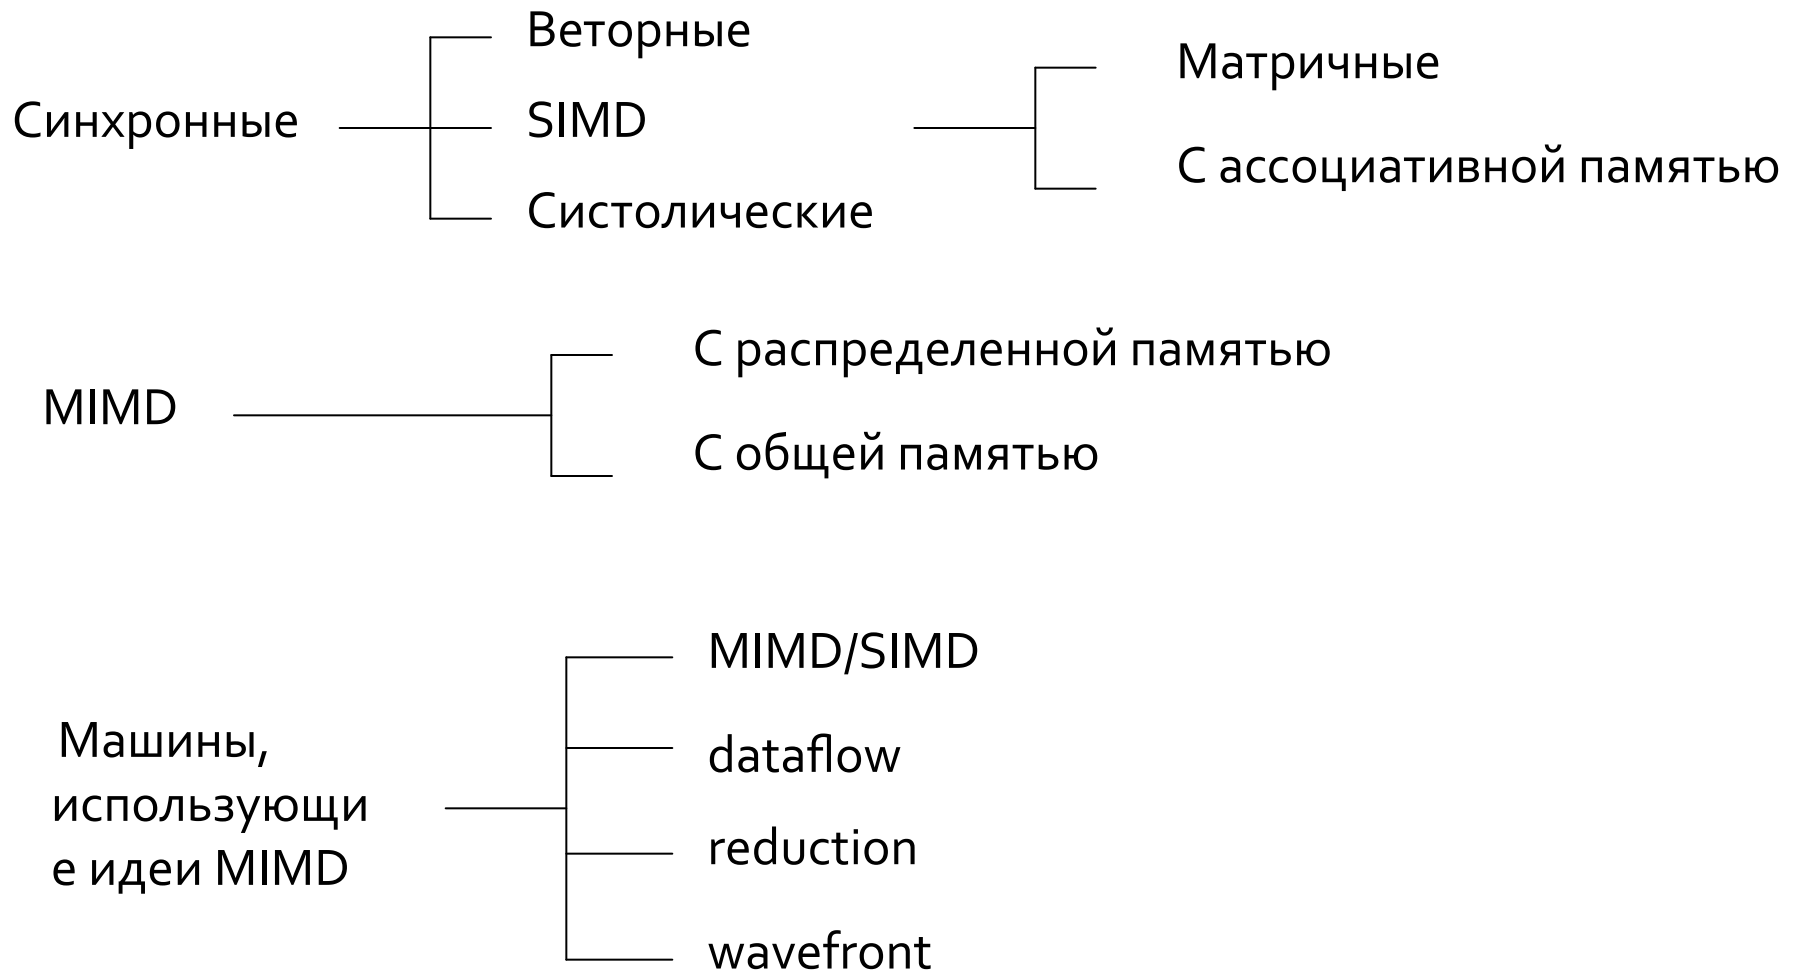 Веторные
Матричные
Синхронные
SIMD
С ассоциативной памятью
Систолические
С распределенной памятью
MIMD
С общей памятью
MIMD/SIMD
Машины,
использующи
е идеи MIMD
dataflow
reduction
wavefront